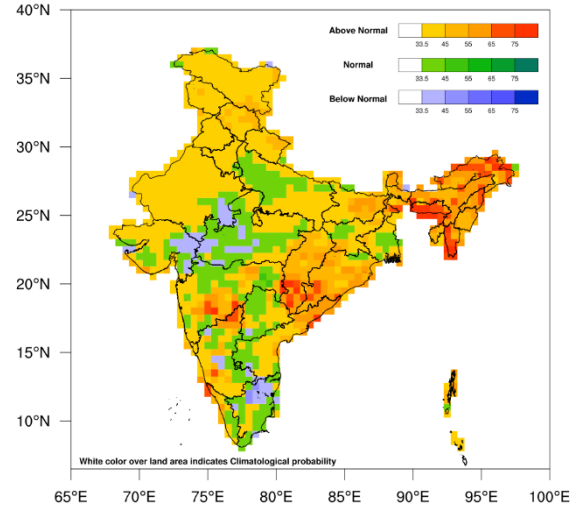 40°N
35°N
30°N
25°N
20°N
15°N
10°N
Above Normal
33.5 45 55 65 75
Normal
33.5 45 55 65 75
Below Normal
33.5 45 55 65 75
White color over land area indicates Climatological probability
65°E 70°E 75°E 80°E 85°E 90°E 95°E 100°E